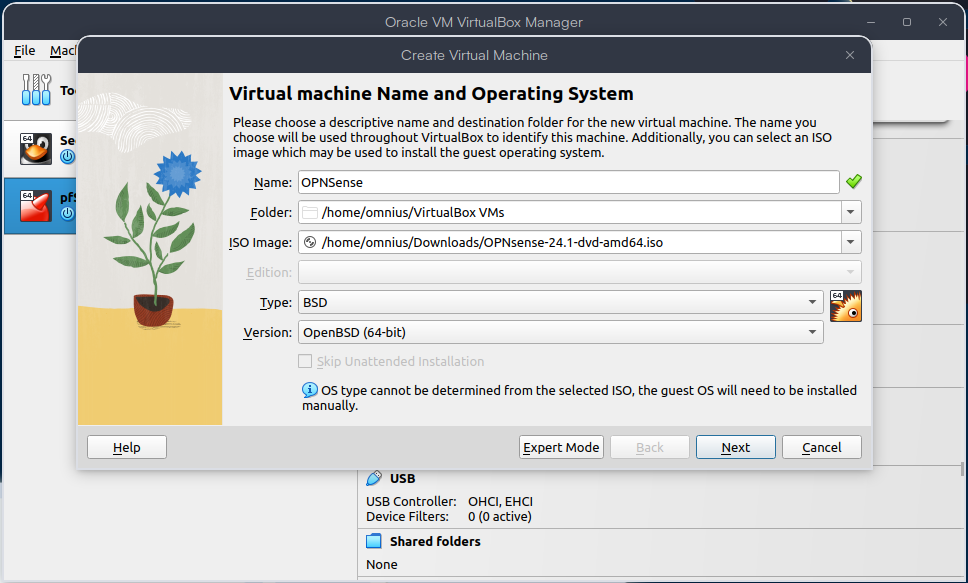 Oracle VM VirtualBox Manager
File
Create Virtual Machine
Virtual machine Name and Operating System
Please choose a descriptive name and destination folder for the new virtual machine. The name you
choose will be used throughout VirtualBox to identify this machine. Additionally, you can select an ISO
image which may be used to install the guest operating system.
Name: OPNSense
Folder: /home/omnius/VirtualBox VMs
ISO Image: /home/omnius/Downloads/OPNsense-24.1-dvd-amd64.iso
Edition:
Type: BSD
64
Version: OpenBSD (64-bit)
Skip Unattended Installation
OS type cannot be determined from the selected ISO, the guest OS will need to be installed
manually.
Help Expert Mode Back Next Cancel
64
64
USB
USB Controller: OHCI, EHCI
Device Filters: 0 (0 active)
Shared folders
None